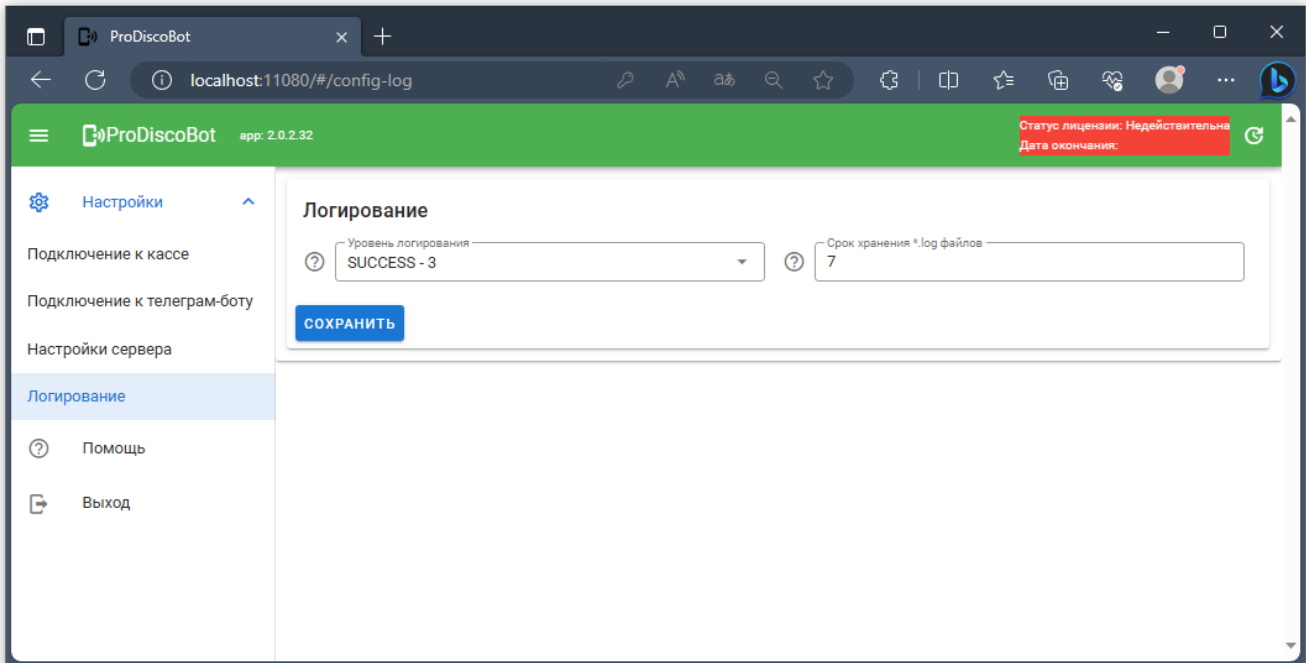 ProDiscoBot
localhost:11080/#/config-log
ProDiscoBot app: 2.0.2.32
Статус лицензии: Недействительна
Дата окончания:
Настройки
Подключение к кассе
Подключение к телеграм-боту
Настройки сервера
Логирование
Помощь
Выход
Логирование
Уровень логирования
SUCCESS - 3
Срок хранения *.log файлов
7
СОХРАНИТЬ